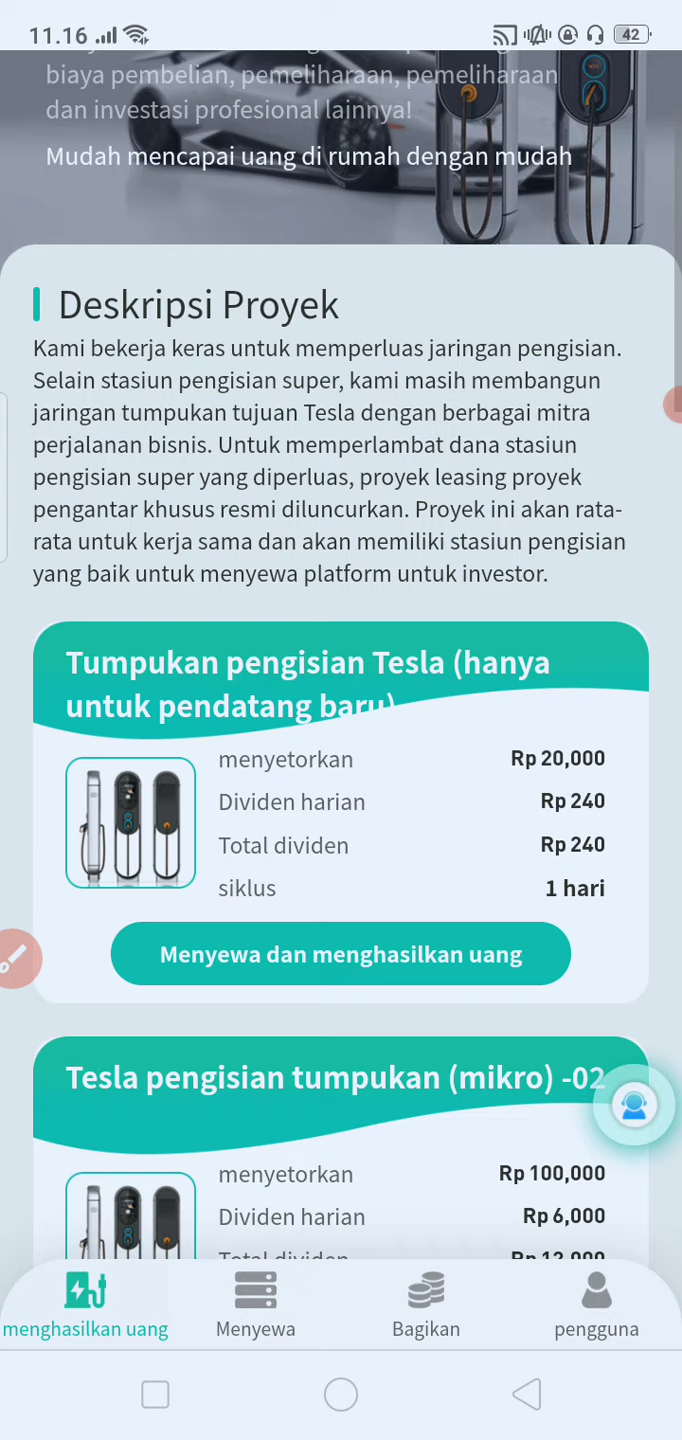 11.16
42
biaya pembelian, pemeliharaan, pemeliharaan
dan investasi profesional lainnya!
Mudah mencapai uang di rumah dengan mudah
Deskripsi Proyek
Kami bekerja keras untuk memperluas jaringan pengisian.
Selain stasiun pengisian super, kami masih membangun
jaringan tumpukan tujuan Tesla dengan berbagai mitra
perjalanan bisnis. Untuk memperlambat dana stasiun
pengisian super yang diperluas, proyek leasing proyek
pengantar khusus resmi diluncurkan. Proyek ini akan rata-
rata untuk kerja sama dan akan memiliki stasiun pengisian
yang baik untuk menyewa platform untuk investor.
Tumpukan pengisian Tesla (hanya
untuk pendatang baru)
menyetorkan Rp 20,000
Dividen harian Rp 240
Total dividen Rp 240
siklus 1 hari
Menyewa dan menghasilkan uang
Tesla pengisian tumpukan (mikro) -02
menyetorkan Rp 100,000
Dividen harian Rp 6,000
Total dividen Rp 12,000
menghasilkan uang
Menyewa
Bagikan
pengguna